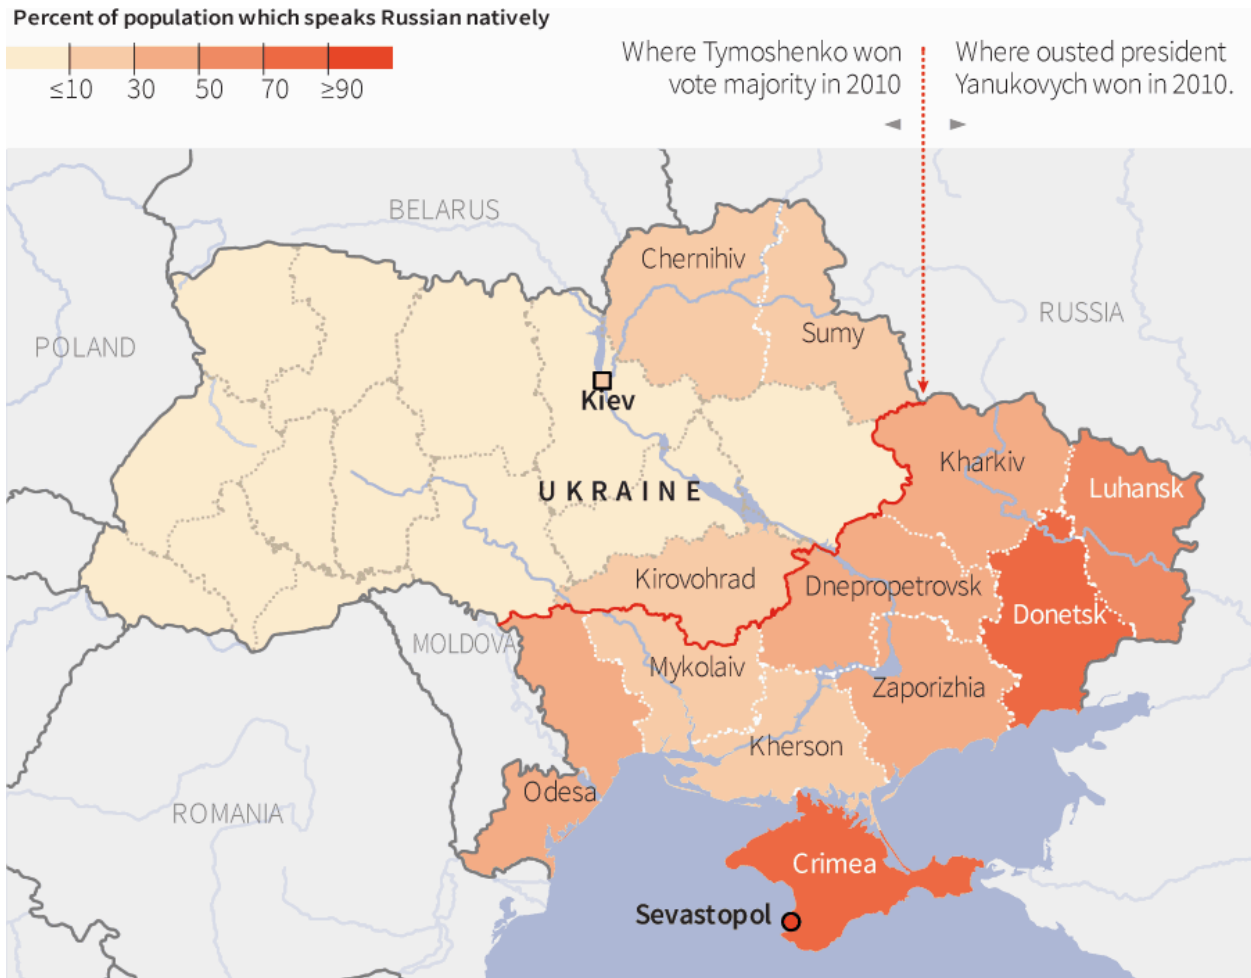 Percent of population which speaks Russian natively
≤10 30 50 70 ≥90
Where Tymoshenko won
vote majority in 2010
Where ousted president
Yanukovych won in 2010.
BELARUS
Chernihiv
RUSSIA
POLAND
Sumy
Kiev
Kharkiv
UKRAINE
Luhansk
Kirovohrad
Dnepropetrovsk
Donetsk
MOLDOVA
Mykolaiv
Zaporizhia
Kherson
Odesa
ROMANIA
Crimea
Sevastopol